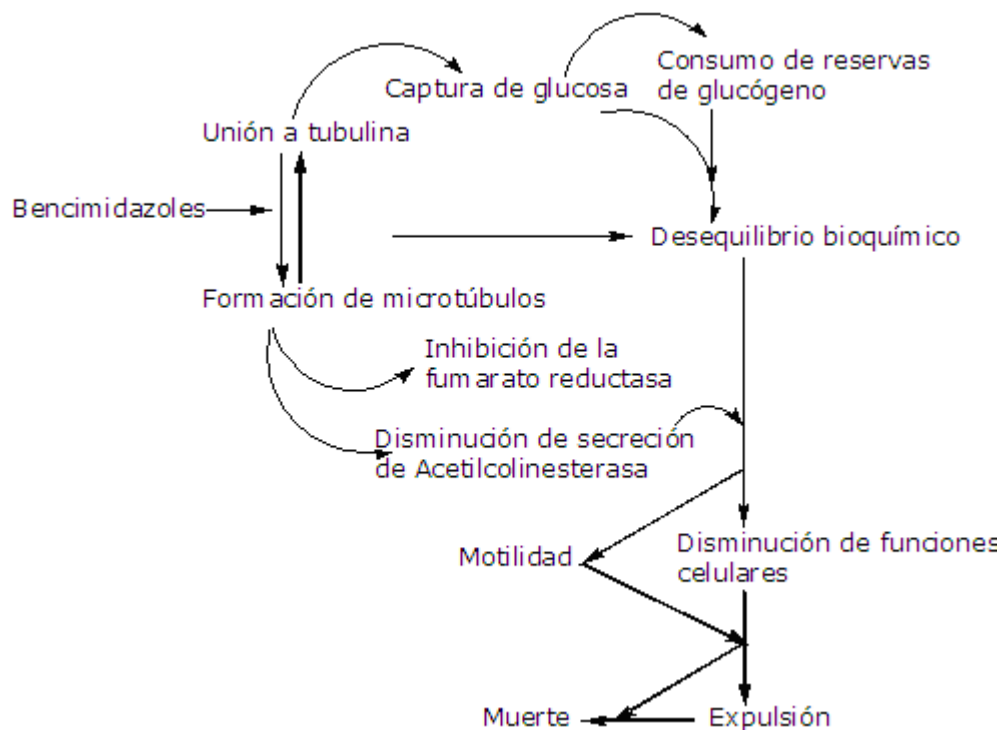 Consumo de reservas
de glucógeno
Captura de glucosa
Unión a tubulina
Bencimidazoles
Desequilibrio bioquímico
Formación de microtúbulos
Inhibición de la
fumarato reductasa
Disminución de secreción
de Acetilcolinesterasa
Motilidad
Disminución de funciones
celulares
Muerte
Expulsión